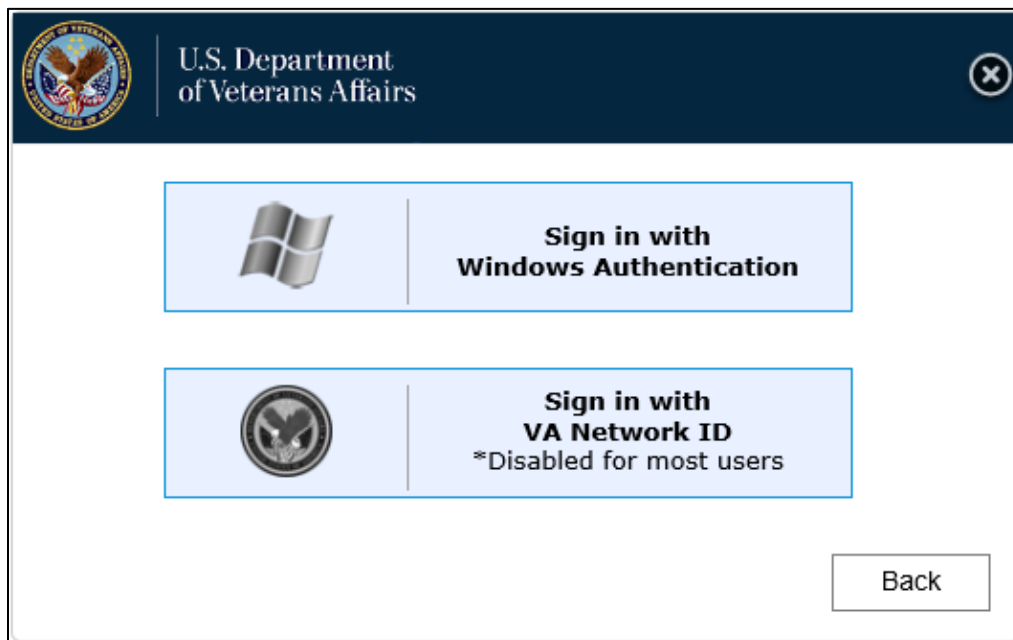 U.S. Department
of Veterans Affairs
Sign in with
Windows Authentication
Sign in with
VA Network ID
*Disabled for most users
Back